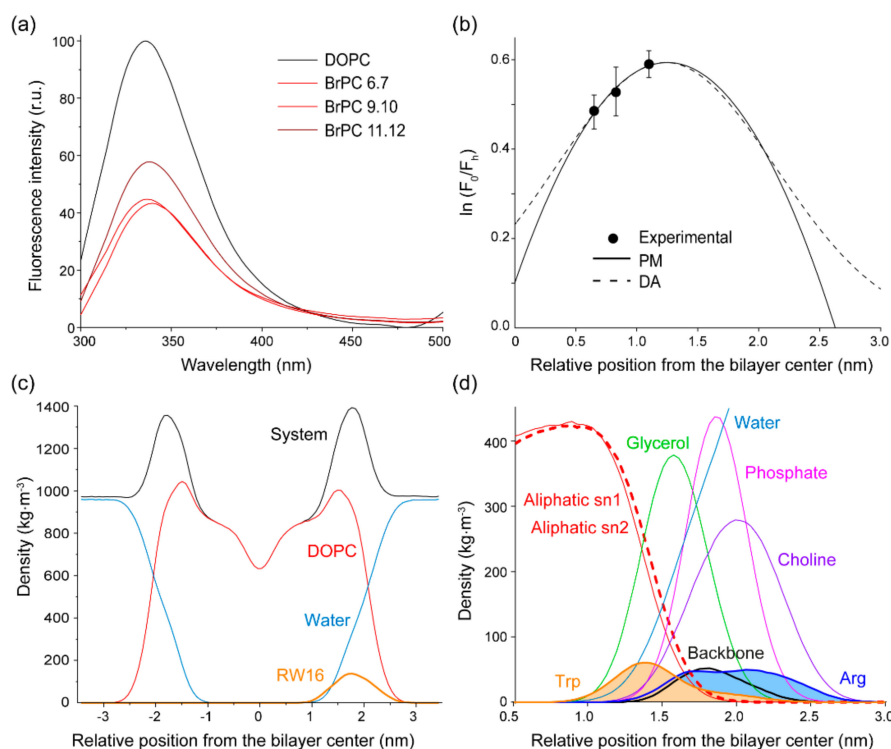 (a)
100
80
60
40
20
0
300
350
400
450
500
Fluorescence intensity (r.u.)
Wavelength (nm)
DOPC
BrPC 6.7
BrPC 9.10
BrPC 11.12
(b)
0.6
0.4
0.2
0.0
0
0.5
1.0
1.5
2.0
2.5
3.0
ln (F₀/Fₕ)
Relative position from the bilayer center (nm)
Experimental
PM
DA
(c)
1400
1200
1000
800
600
400
200
0
-3
-2
-1
0
1
2
3
Density (kg·m⁻³)
Relative position from the bilayer center (nm)
System
DOPC
Water
RW16
(d)
400
300
200
100
50
0
0.5
1.0
1.5
2.0
2.5
3.0
Density (kg·m⁻³)
Relative position from the bilayer center (nm)
Water
Glycerol
Phosphate
Aliphatic sn1
Aliphatic sn2
Choline
Backbone
Trp
Arg